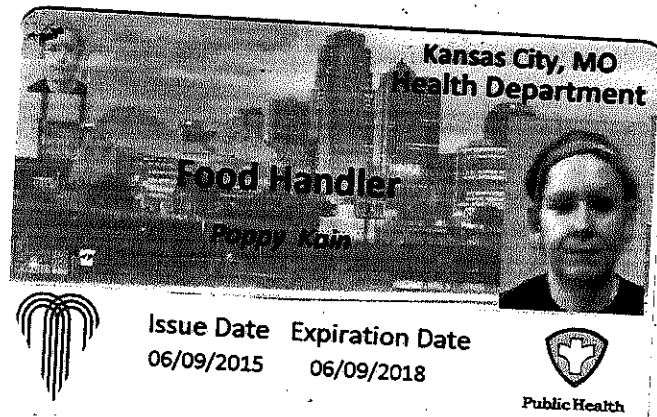 Kansas City, MO
Health Department
Food Handler
Poppy Kain
Issue Date Expiration Date
06/09/2015 06/09/2018
Public Health